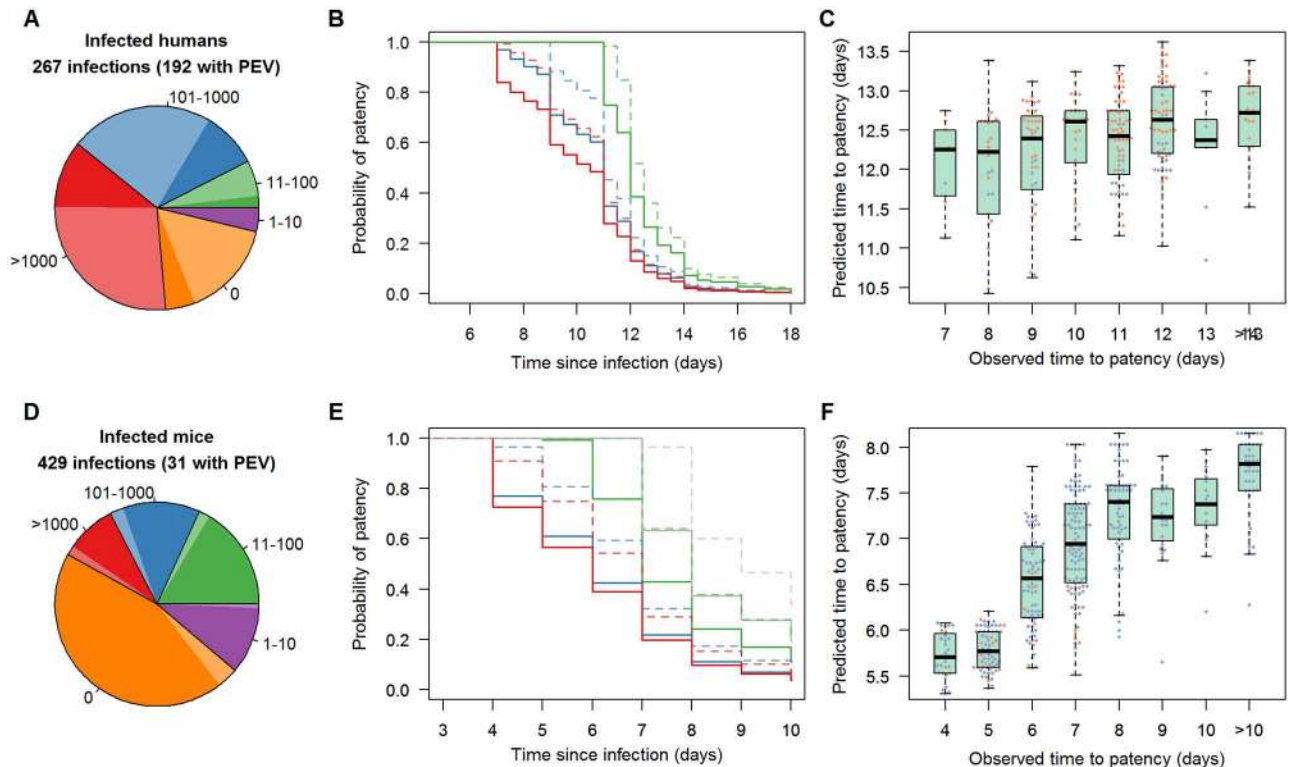 A
Infected humans
267 infections (192 with PEV)
101-1000
11-100
1-10
0
>1000
B
Probability of patency
1.0
0.8
0.6
0.4
0.2
0.0
6 8 10 12 14 16 18
Time since infection (days)
C
Predicted time to patency (days)
13.5
13.0
12.5
12.0
11.5
11.0
10.5
7 8 9 10 11 12 13
Observed time to patency (days)
D
Infected mice
429 infections (31 with PEV)
101-1000
>1000
11-100
1-10
0
E
Probability of patency
1.0
0.8
0.6
0.4
0.2
0.0
3 4 5 6 7 8 9 10
Time since infection (days)
F
Predicted time to patency (days)
8.0
7.5
7.0
6.5
6.0
5.5
4 5 6 7 8 9 10 >10
Observed time to patency (days)